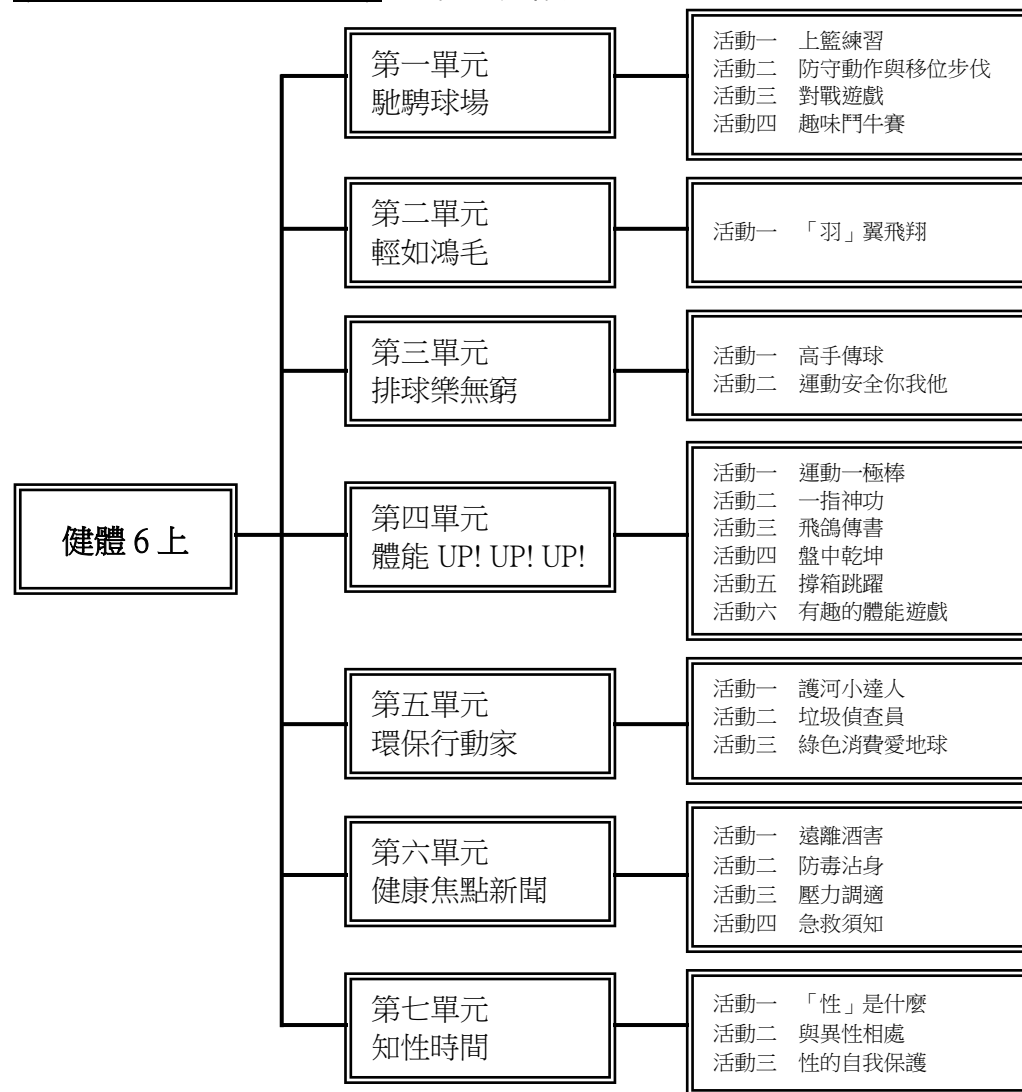 第一單元
馳騁球場
活動一 上籃練習
活動二 防守動作與移位步伐
活動三 對戰遊戲
活動四 趣味鬥牛賽
第二單元
輕如鴻毛
活動一 「羽」翼飛翔
第三單元
排球樂無窮
活動一 高手傳球
活動二 運動安全你我他
健體 6 上
第四單元
體能 UP! UP! UP!
活動一 運動一極棒
活動二 一指神功
活動三 飛鴿傳書
活動四 盤中乾坤
活動五 撐箱跳躍
活動六 有趣的體能遊戲
第五單元
環保行動家
活動一 護河小達人
活動二 垃圾偵查員
活動三 綠色消費愛地球
第六單元
健康焦點新聞
活動一 遠離酒害
活動二 防毒沾身
活動三 壓力調適
活動四 急救須知
第七單元
知性時間
活動一 「性」是什麼
活動二 與異性相處
活動三 性的自我保護